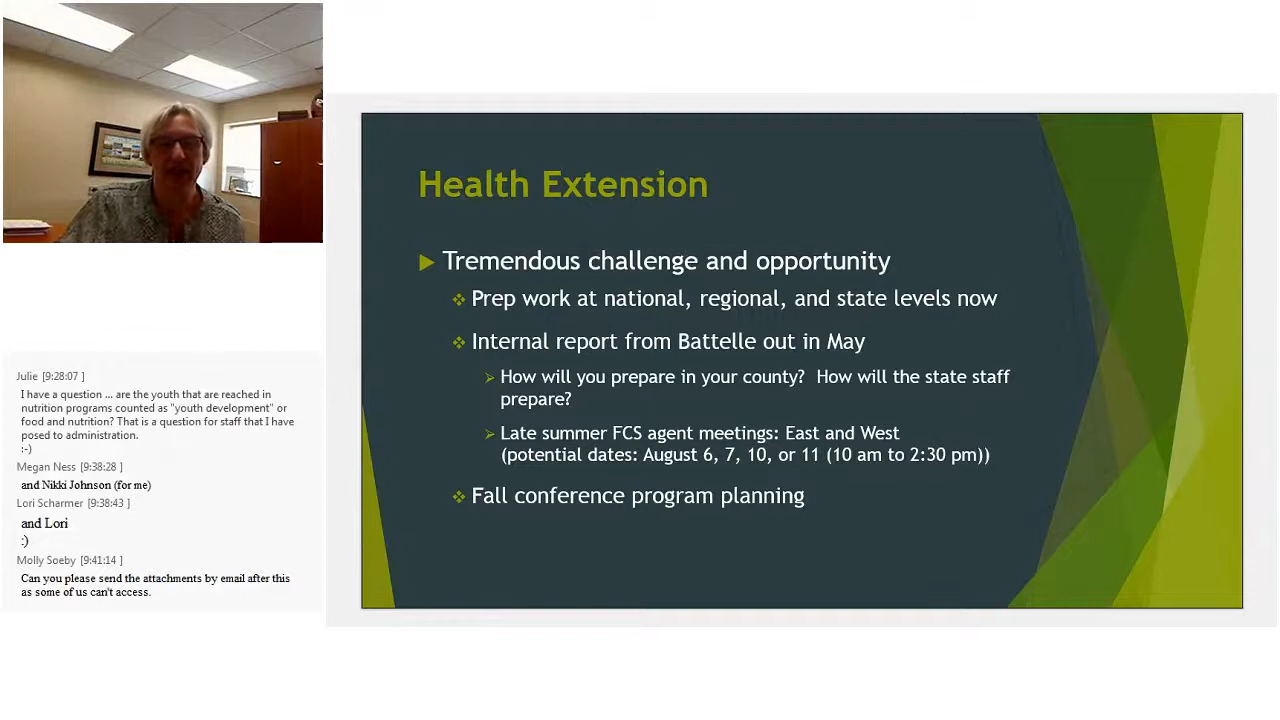 Health Extension
Tremendous challenge and opportunity
Prep work at national, regional, and state levels now
Internal report from Battelle out in May
How will you prepare in your county?  How will the state staff
prepare?
Late summer FCS agent meetings: East and West
(potential dates: August 6, 7, 10, or 11 (10 am to 2:30 pm))
Fall conference program planning
Julie [9:28:07 ]
I have a question ... are the youth that are reached in
nutrition programs counted as "youth development" or
food and nutrition? That is a question for staff that I have
posed to administration.
:-)
Megan Ness [9:38:28 ]
and Nikki Johnson (for me)
Lori Scharmer [9:38:43 ]
and Lori
:)
Molly Soeby [9:41:14 ]
Can you please send the attachments by email after this
as some of us can't access.